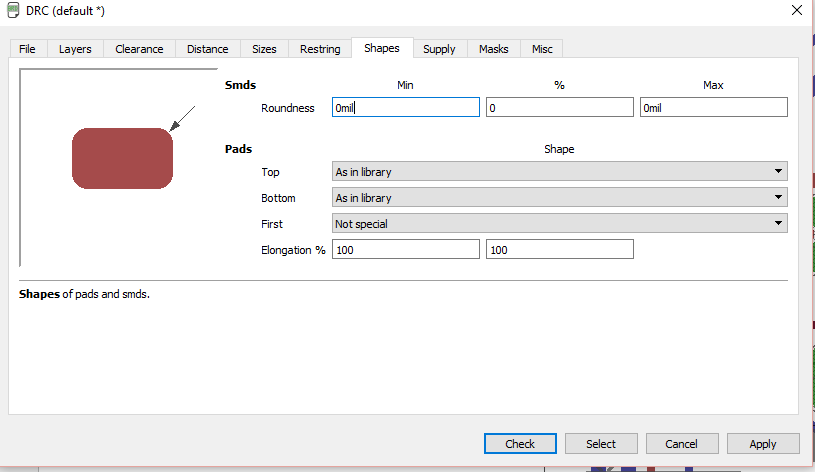 DRC (default *)
File Layers Clearance Distance Sizes Restring Shapes Supply Masks Misc
Smds Min % Max
Roundness 0mil 0 0mil
Pads Shape
Top As in library
Bottom As in library
First Not special
Elongation % 100 100
Shapes of pads and smds.
Check Select Cancel Apply